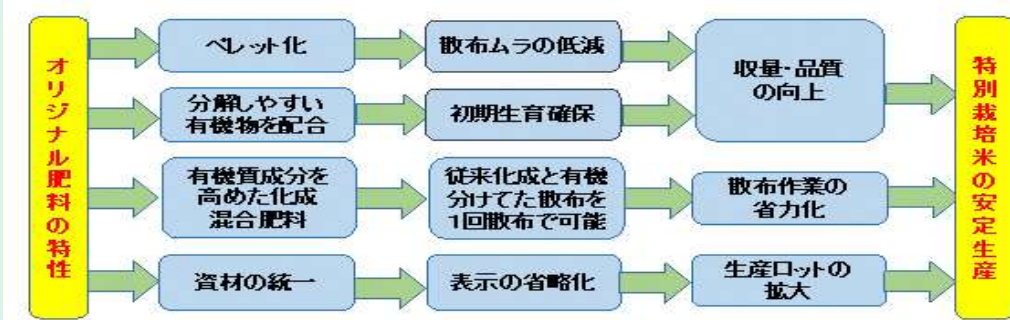 オリジナル肥料の特性
ペレット化
散布ムラの低減
収量・品質
の向上
分解しやすい
有機物を配合
初期生育確保
有機質成分を
高めた化成
混合肥料
従来化成と有機
分けてた散布を
1回散布で可能
散布作業の
省力化
資材の統一
表示の省略化
生産ロットの
拡大
特別栽培米の安定生産